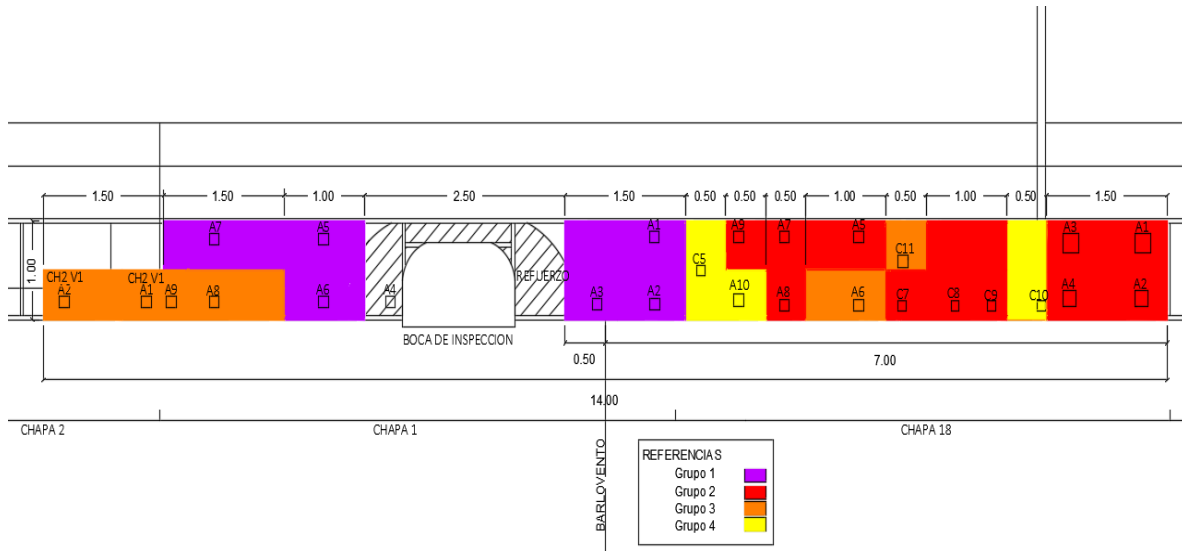 1.50 1.50 1.00 2.50 1.50 0.50 0.50 0.50 1.00 0.50 1.00 0.50 1.50
1.00
A7 A5 A1 A9 A7 A5 A3 A1
C11
CH2 V1 CH2 V1 REFUERZO C5
A2 A1 A9 A8 A6 A4 A3 A2 A10 A8 A6 C7 C8 C9 C10 A4 A2
BOCA DE INSPECCION
0.50 7.00
14.00
CHAPA 2 CHAPA 1 CHAPA 18
BARLOVENTO
REFERENCIAS
Grupo 1
Grupo 2
Grupo 3
Grupo 4